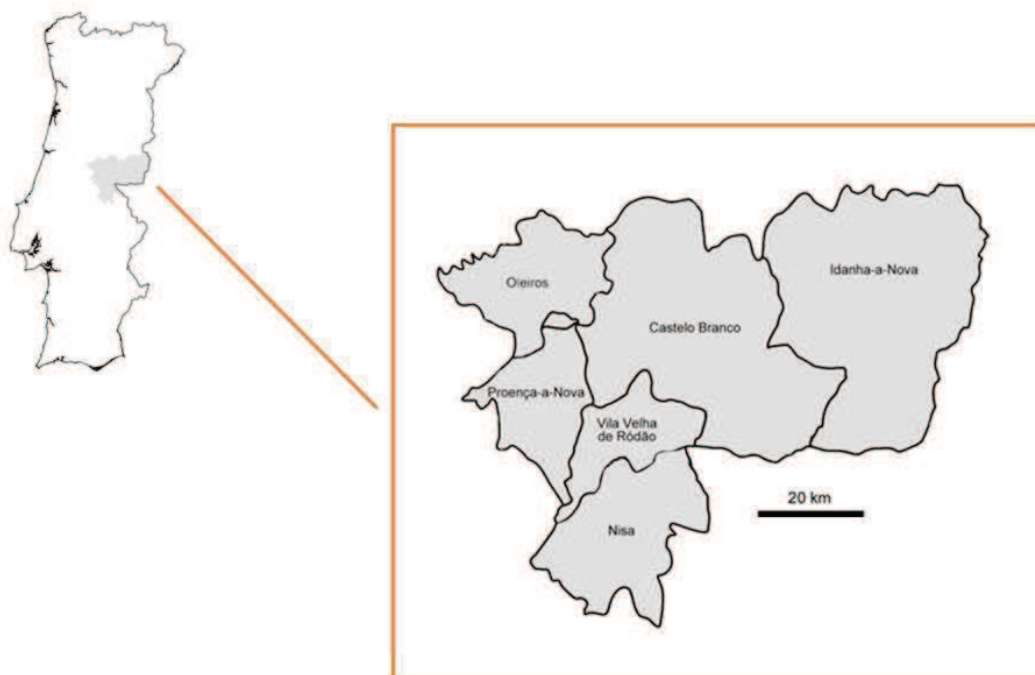 Idanha-a-Nova
Oleiros
Castelo Branco
Proença-a-Nova
Vila Velha
de Ródão
20 km
Nisa